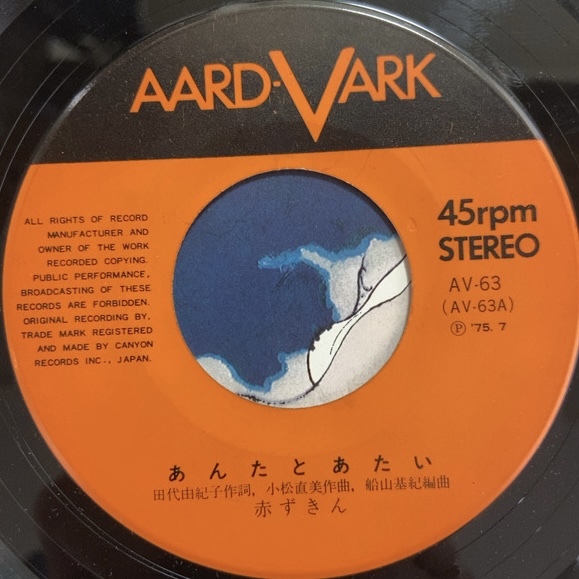 AARD-VARK
ALL RIGHTS OF RECORD
MANUFACTURER AND
OWNER OF THE WORK
RECORDED COPYING.
PUBLIC PERFORMANCE,
BROADCASTING OF THESE
RECORDS ARE FORBIDDEN.
ORIGINAL RECORDING BY,
TRADE MARK REGISTERED
AND MADE BY CANYON
RECORDS INC., JAPAN.
45rpm
STEREO
AV-63
(AV-63A)
Ⓟ '75. 7
あんたとあたい
田代由紀子作詞, 小松直美作曲, 船山基紀編曲
赤ずきん